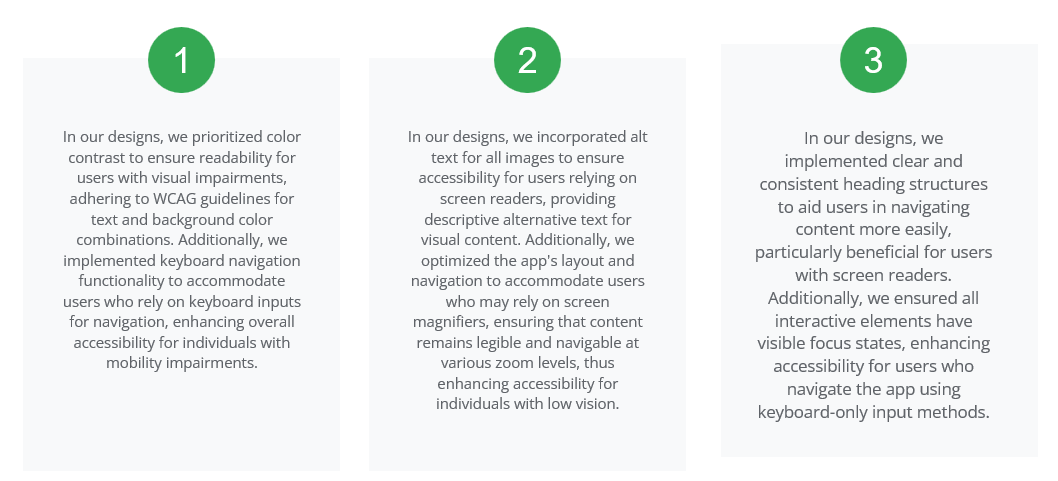 1
In our designs, we prioritized color
contrast to ensure readability for
users with visual impairments,
adhering to WCAG guidelines for
text and background color
combinations. Additionally, we
implemented keyboard navigation
functionality to accommodate
users who rely on keyboard inputs
for navigation, enhancing overall
accessibility for individuals with
mobility impairments.
2
In our designs, we incorporated alt
text for all images to ensure
accessibility for users relying on
screen readers, providing
descriptive alternative text for
visual content. Additionally, we
optimized the app's layout and
navigation to accommodate users
who may rely on screen
magnifiers, ensuring that content
remains legible and navigable at
various zoom levels, thus
enhancing accessibility for
individuals with low vision.
3
In our designs, we
implemented clear and
consistent heading structures
to aid users in navigating
content more easily,
particularly beneficial for users
with screen readers.
Additionally, we ensured all
interactive elements have
visible focus states, enhancing
accessibility for users who
navigate the app using
keyboard-only input methods.